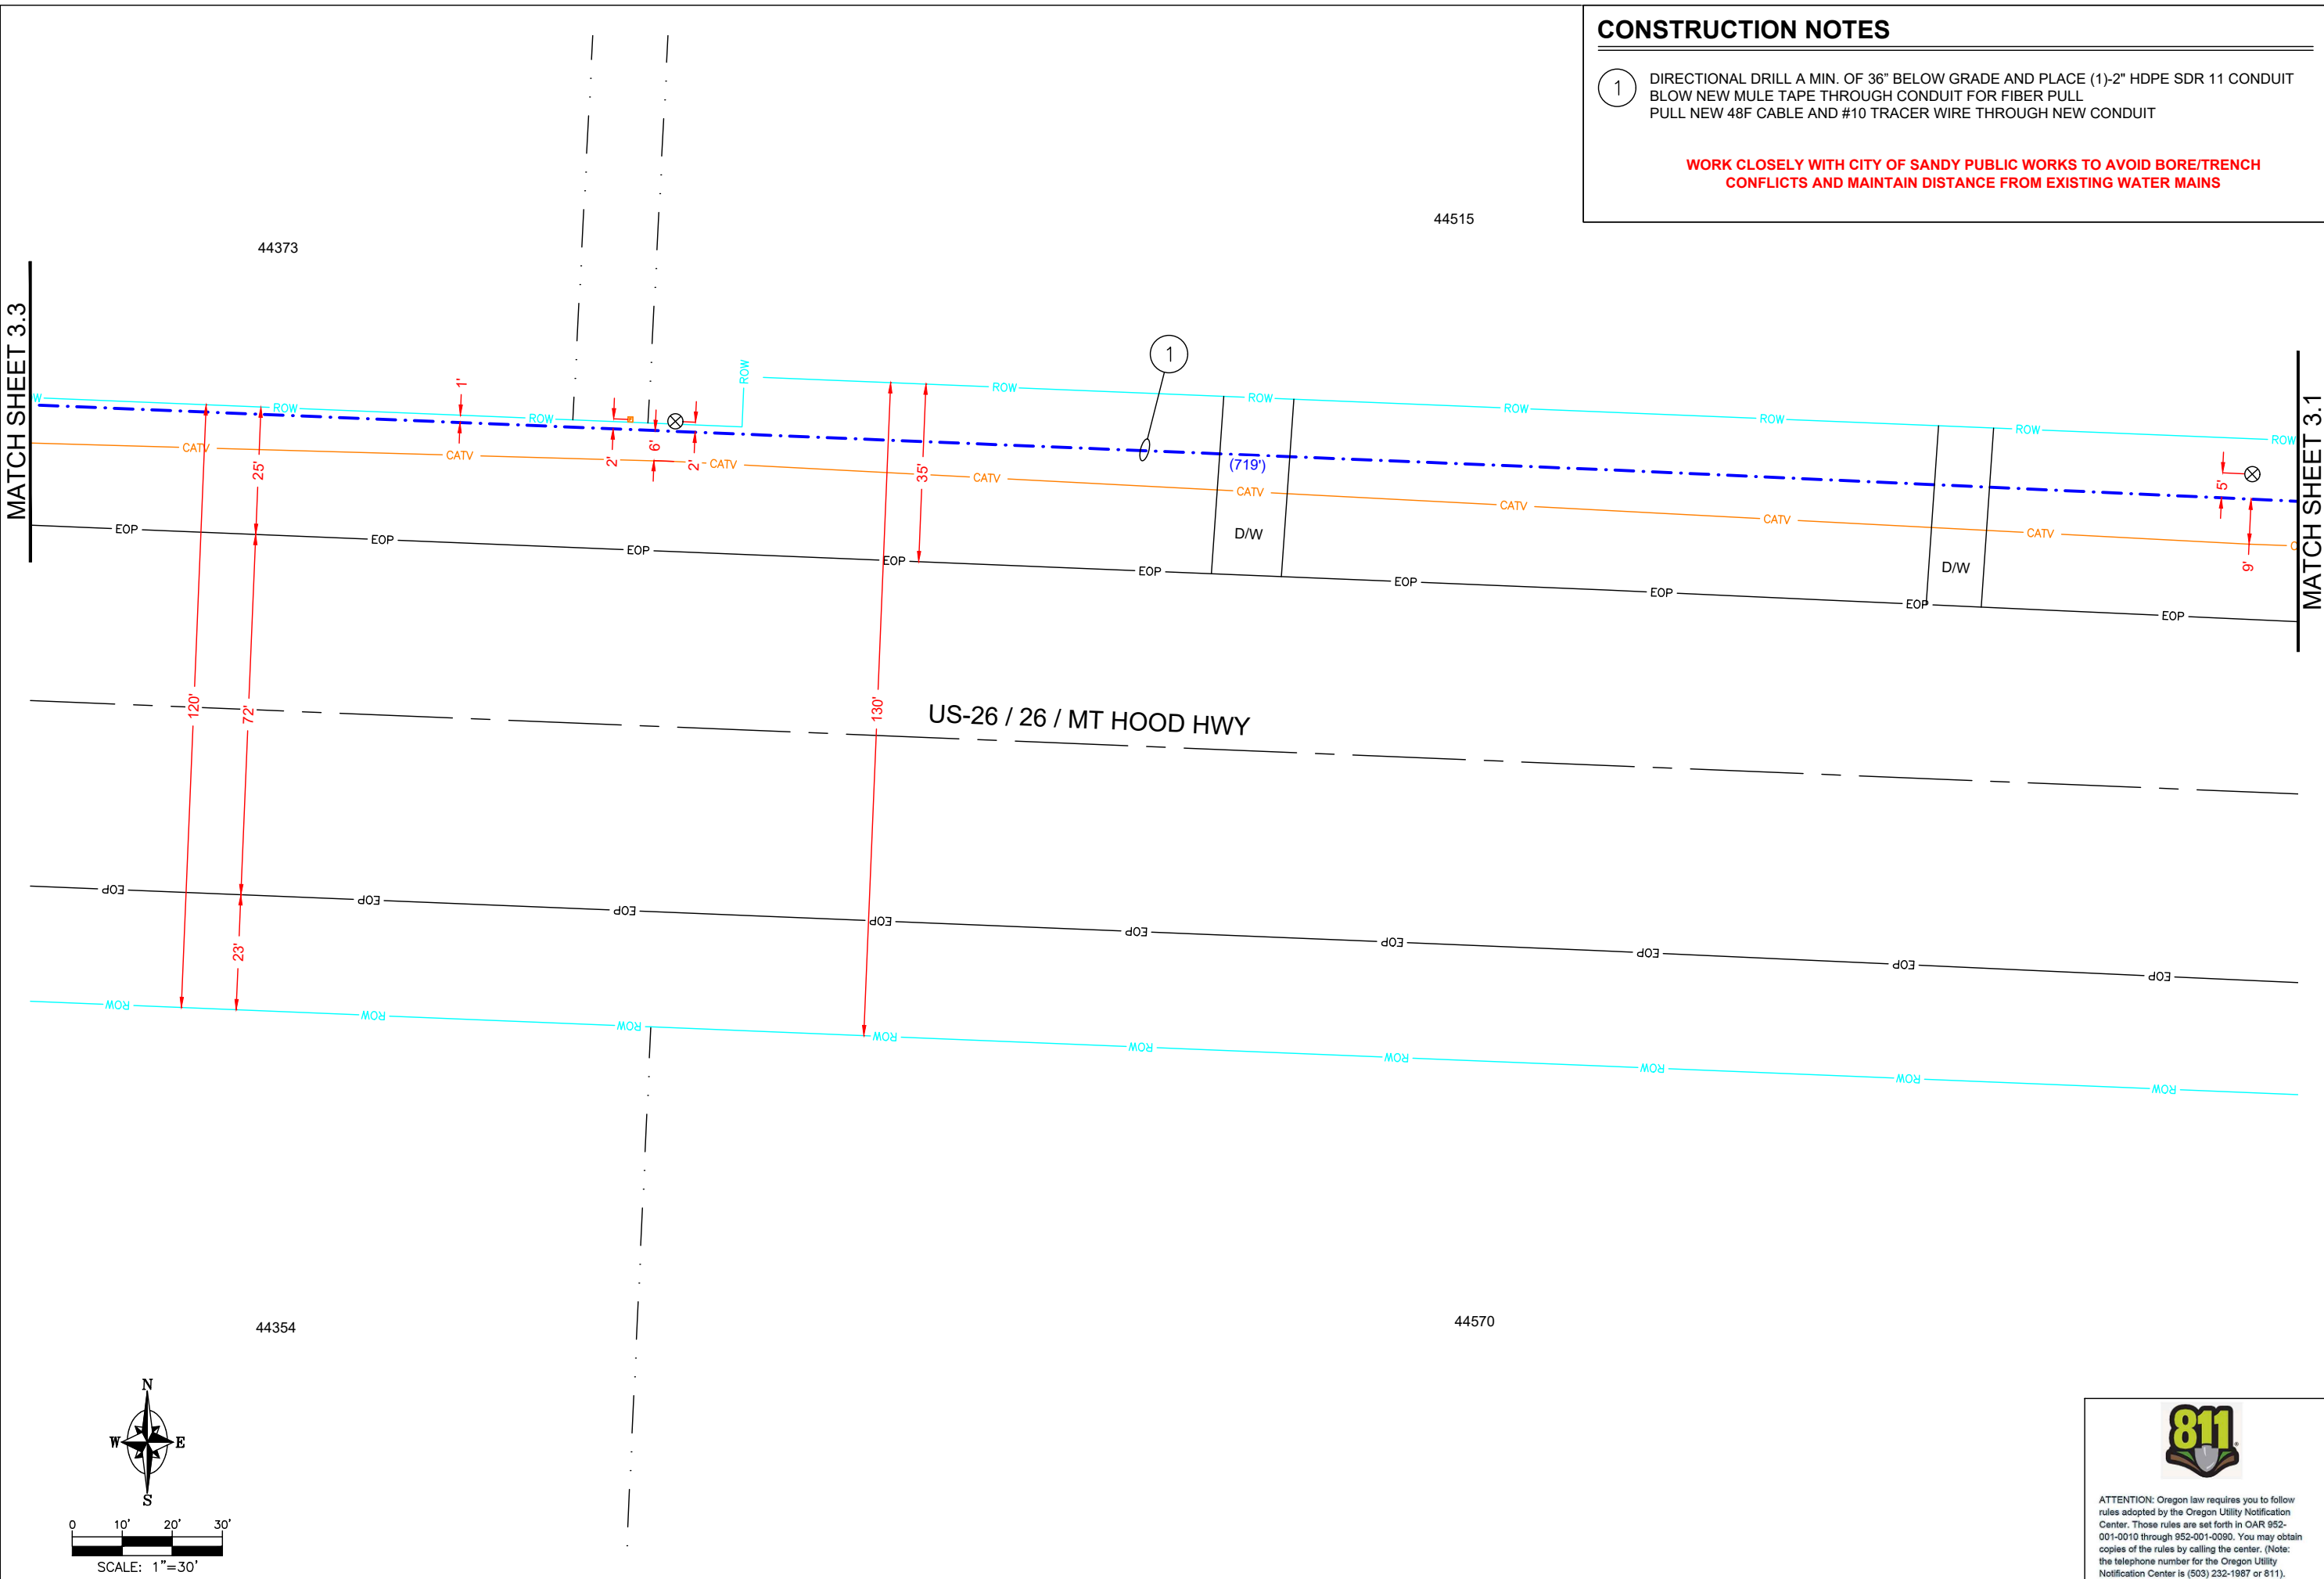 CONSTRUCTION NOTES
1
DIRECTIONAL DRILL A MIN. OF 36” BELOW GRADE AND PLACE (1)-2" HDPE SDR 11 CONDUIT
BLOW NEW MULE TAPE THROUGH CONDUIT FOR FIBER PULL
PULL NEW 48F CABLE AND #10 TRACER WIRE THROUGH NEW CONDUIT
WORK CLOSELY WITH CITY OF SANDY PUBLIC WORKS TO AVOID BORE/TRENCH
CONFLICTS AND MAINTAIN DISTANCE FROM EXISTING WATER MAINS
44373
44515
MATCH SHEET 3.3
MATCH SHEET 3.1
1
W
ROW
ROW
ROW
ROW
ROW
ROW
ROW
ROW
ROW
1'
2'
6'
2'
25'
35'
5'
9'
CATV
CATV
CATV
CATV
CATV
CATV
CATV
CATV
C
(719')
D/W
D/W
EOP
EOP
EOP
EOP
EOP
EOP
EOP
EOP
EOP
120'
72'
130'
US-26 / 26 / MT HOOD HWY
EOP
EOP
EOP
EOP
EOP
EOP
EOP
EOP
EOP
23'
ROW
ROW
ROW
ROW
ROW
ROW
ROW
ROW
ROW
44354
44570
N
W
E
S
0 10' 20' 30'
SCALE: 1"=30'
811
ATTENTION: Oregon law requires you to follow
rules adopted by the Oregon Utility Notification
Center. Those rules are set forth in OAR 952-
001-0010 through 952-001-0090. You may obtain
copies of the rules by calling the center. (Note:
the telephone number for the Oregon Utility
Notification Center is (503) 232-1987 or 811).